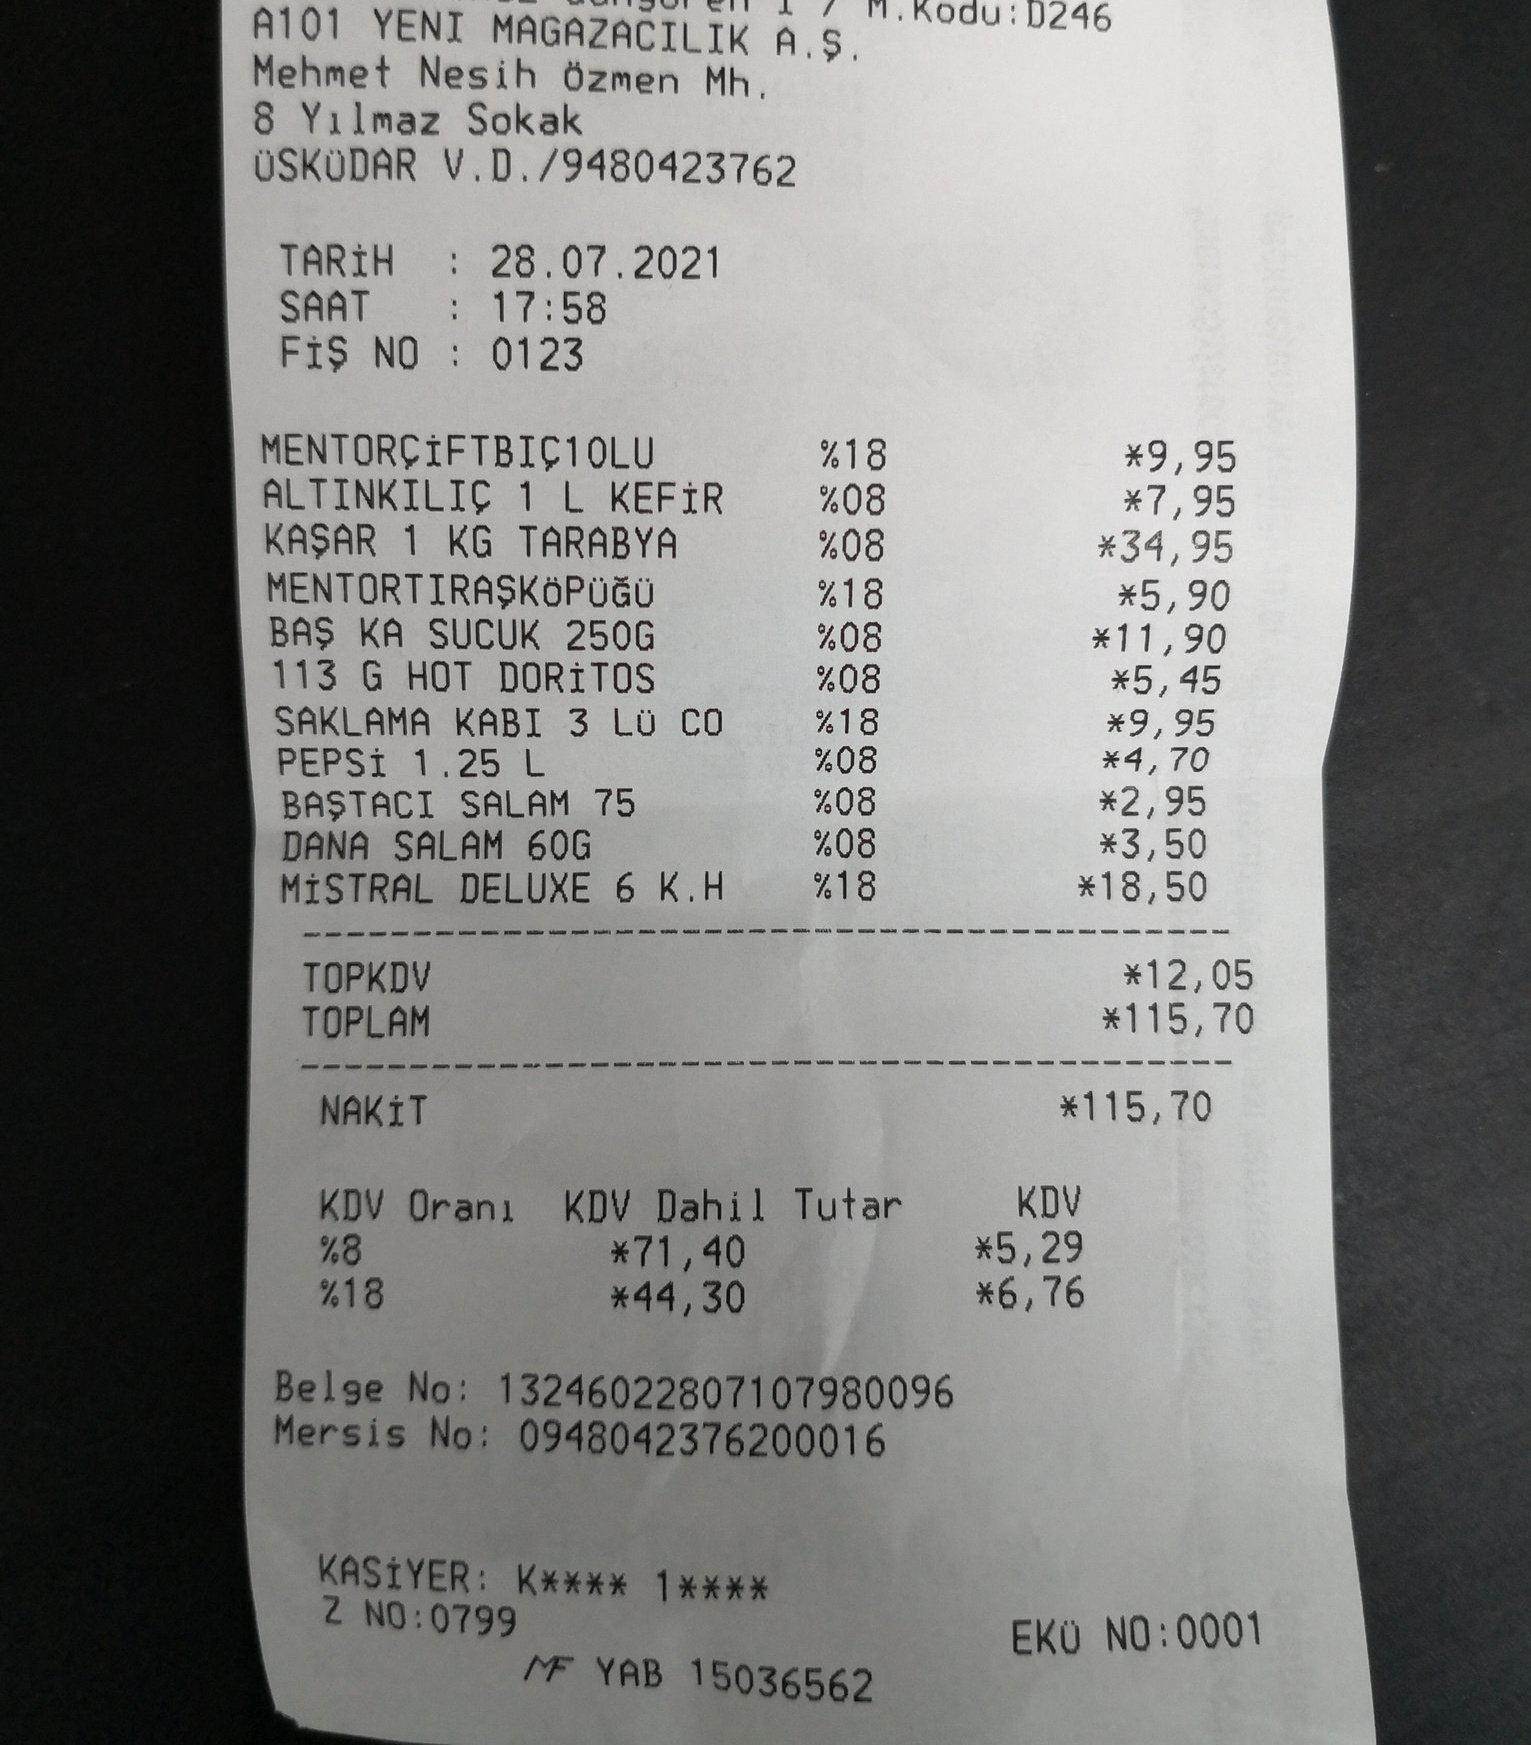 1 / M.Kodu:D246
A101 YENI MAGAZACILIK A.Ş.
Mehmet Nesih Özmen Mh.
8 Yılmaz Sokak
ÜSKÜDAR V.D./9480423762
TARİH : 28.07.2021
SAAT : 17:58
FİŞ NO : 0123
MENTORÇİFTBIÇ10LU %18 *9,95
ALTINKILIÇ 1 L KEFİR %08 *7,95
KAŞAR 1 KG TARABYA %08 *34,95
MENTORTIRAŞKÖPÜĞÜ %18 *5,90
BAŞ KA SUCUK 250G %08 *11,90
113 G HOT DORİTOS %08 *5,45
SAKLAMA KABI 3 LÜ CO %18 *9,95
PEPSİ 1.25 L %08 *4,70
BAŞTACI SALAM 75 %08 *2,95
DANA SALAM 60G %08 *3,50
MİSTRAL DELUXE 6 K.H %18 *18,50
TOPKDV *12,05
TOPLAM *115,70
NAKİT *115,70
KDV Oranı KDV Dahil Tutar KDV
%8 *71,40 *5,29
%18 *44,30 *6,76
Belge No: 13246022807107980096
Mersis No: 0948042376200016
KASİYER: K**** 1****
Z NO:0799 EKÜ NO:0001
MF YAB 15036562